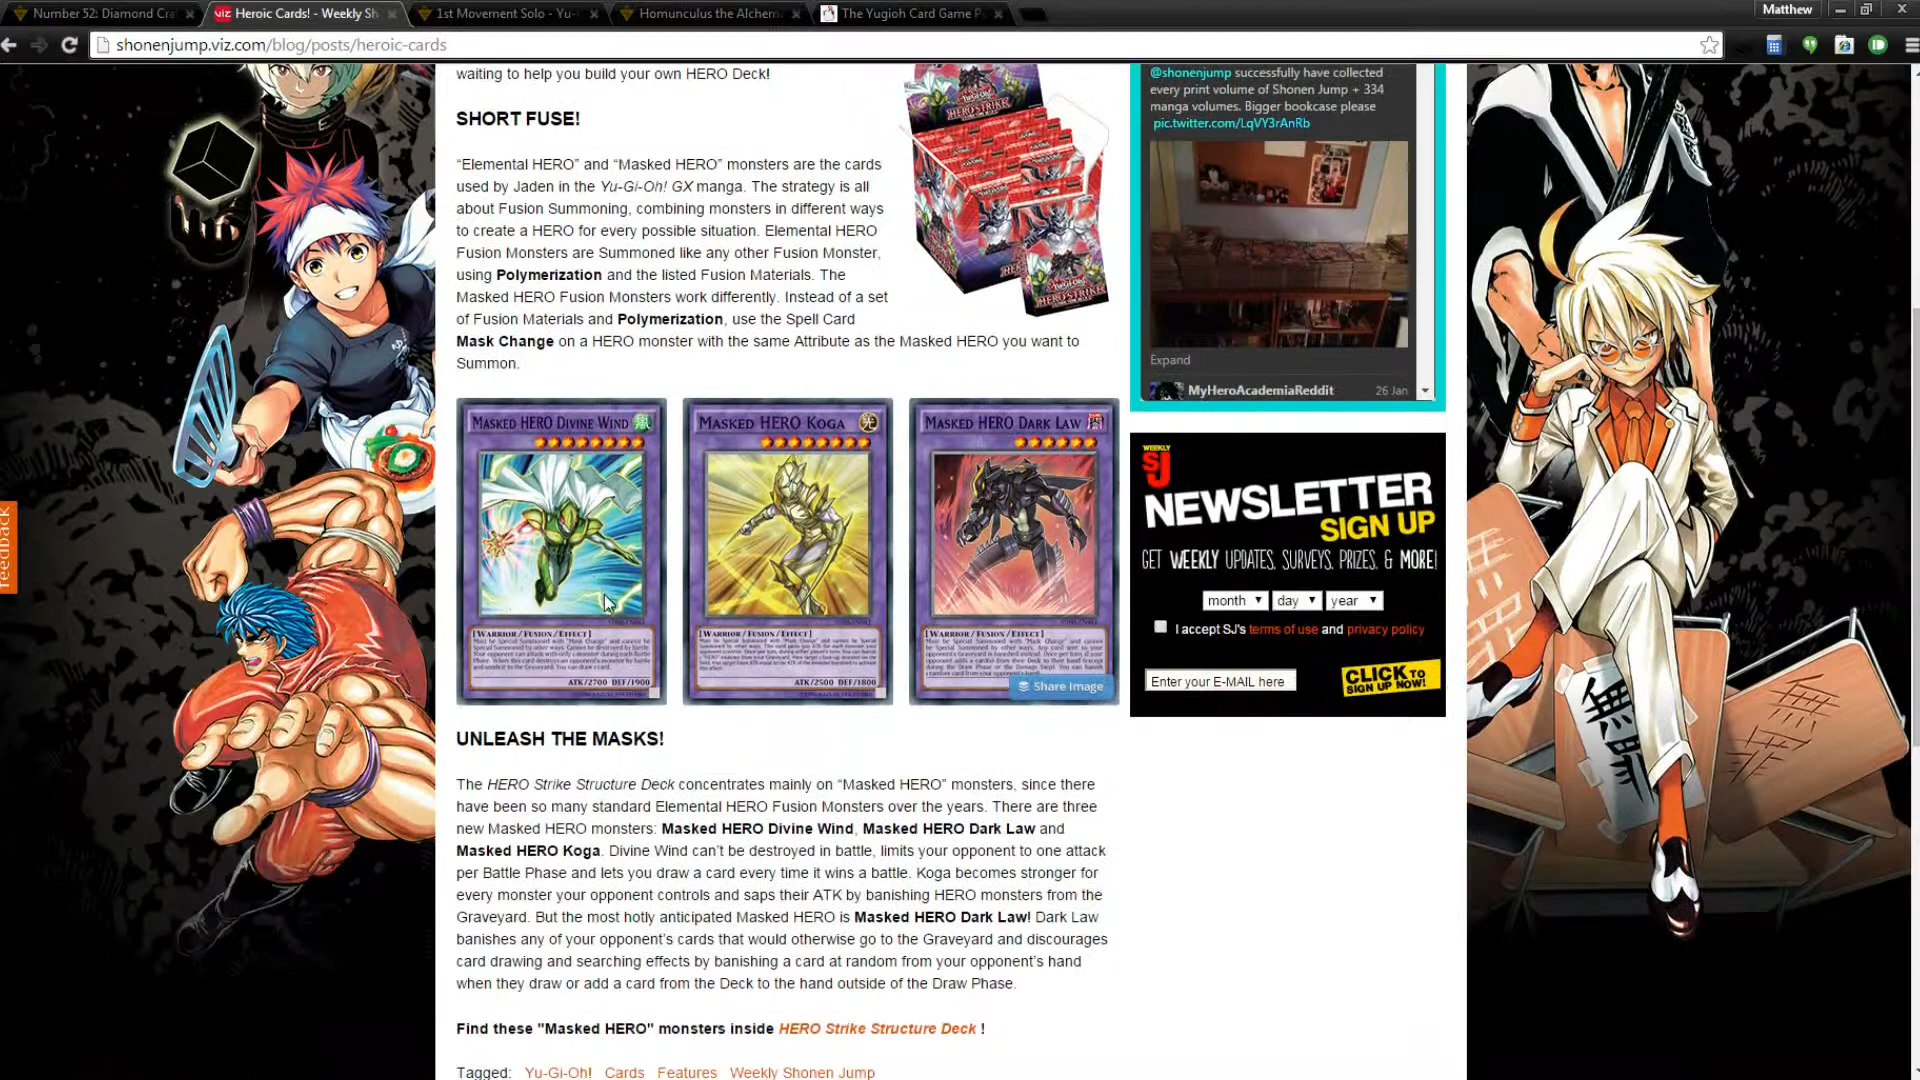 Number 52: Diamond Cra
Heroic Cards! - Weekly Sh
1st Movement Solo - Yu-
Homunculus the Alchem
The Yugioh Card Game P
Matthew
shonenjump.viz.com/blog/posts/heroic-cards
waiting to help you build your own HERO Deck!
SHORT FUSE!
“Elemental HERO” and “Masked HERO” monsters are the cards
used by Jaden in the Yu-Gi-Oh! GX manga. The strategy is all
about Fusion Summoning, combining monsters in different ways
to create a HERO for every possible situation. Elemental HERO
Fusion Monsters are Summoned like any other Fusion Monster,
using Polymerization and the listed Fusion Materials. The
Masked HERO Fusion Monsters work differently. Instead of a set
of Fusion Materials and Polymerization, use the Spell Card
Mask Change on a HERO monster with the same Attribute as the Masked HERO you want to
Summon.
HERO STRIKE
HERO STRIKE
MASKED HERO DIVINE WIND
[WARRIOR / FUSION / EFFECT]
ATK/2700 DEF/1900
MASKED HERO KOGA
[WARRIOR / FUSION / EFFECT]
ATK/2500 DEF/1800
MASKED HERO DARK LAW
[WARRIOR / FUSION / EFFECT]
Share Image
UNLEASH THE MASKS!
The HERO Strike Structure Deck concentrates mainly on “Masked HERO” monsters, since there
have been so many standard Elemental HERO Fusion Monsters over the years. There are three
new Masked HERO monsters: Masked HERO Divine Wind, Masked HERO Dark Law and
Masked HERO Koga. Divine Wind can’t be destroyed in battle, limits your opponent to one attack
per Battle Phase and lets you draw a card every time it wins a battle. Koga becomes stronger for
every monster your opponent controls and saps their ATK by banishing HERO monsters from the
Graveyard. But the most hotly anticipated Masked HERO is Masked HERO Dark Law! Dark Law
banishes any of your opponent’s cards that would otherwise go to the Graveyard and discourages
card drawing and searching effects by banishing a card at random from your opponent’s hand
when they draw or add a card from the Deck to the hand outside of the Draw Phase.
Find these "Masked HERO" monsters inside HERO Strike Structure Deck !
Tagged: Yu-Gi-Oh! Cards Features Weekly Shonen Jump
@shonenjump successfully have collected
every print volume of Shonen Jump + 334
manga volumes. Bigger bookcase please
pic.twitter.com/LqVY3rAnRb
Expand
MyHeroAcademiaReddit 26 Jan
WEEKLY
SJ
NEWSLETTER
SIGN UP
GET WEEKLY UPDATES, SURVEYS, PRIZES, & MORE!
month day year
I accept SJ's terms of use and privacy policy
Enter your E-MAIL here
CLICK TO
SIGN UP NOW!
feedback